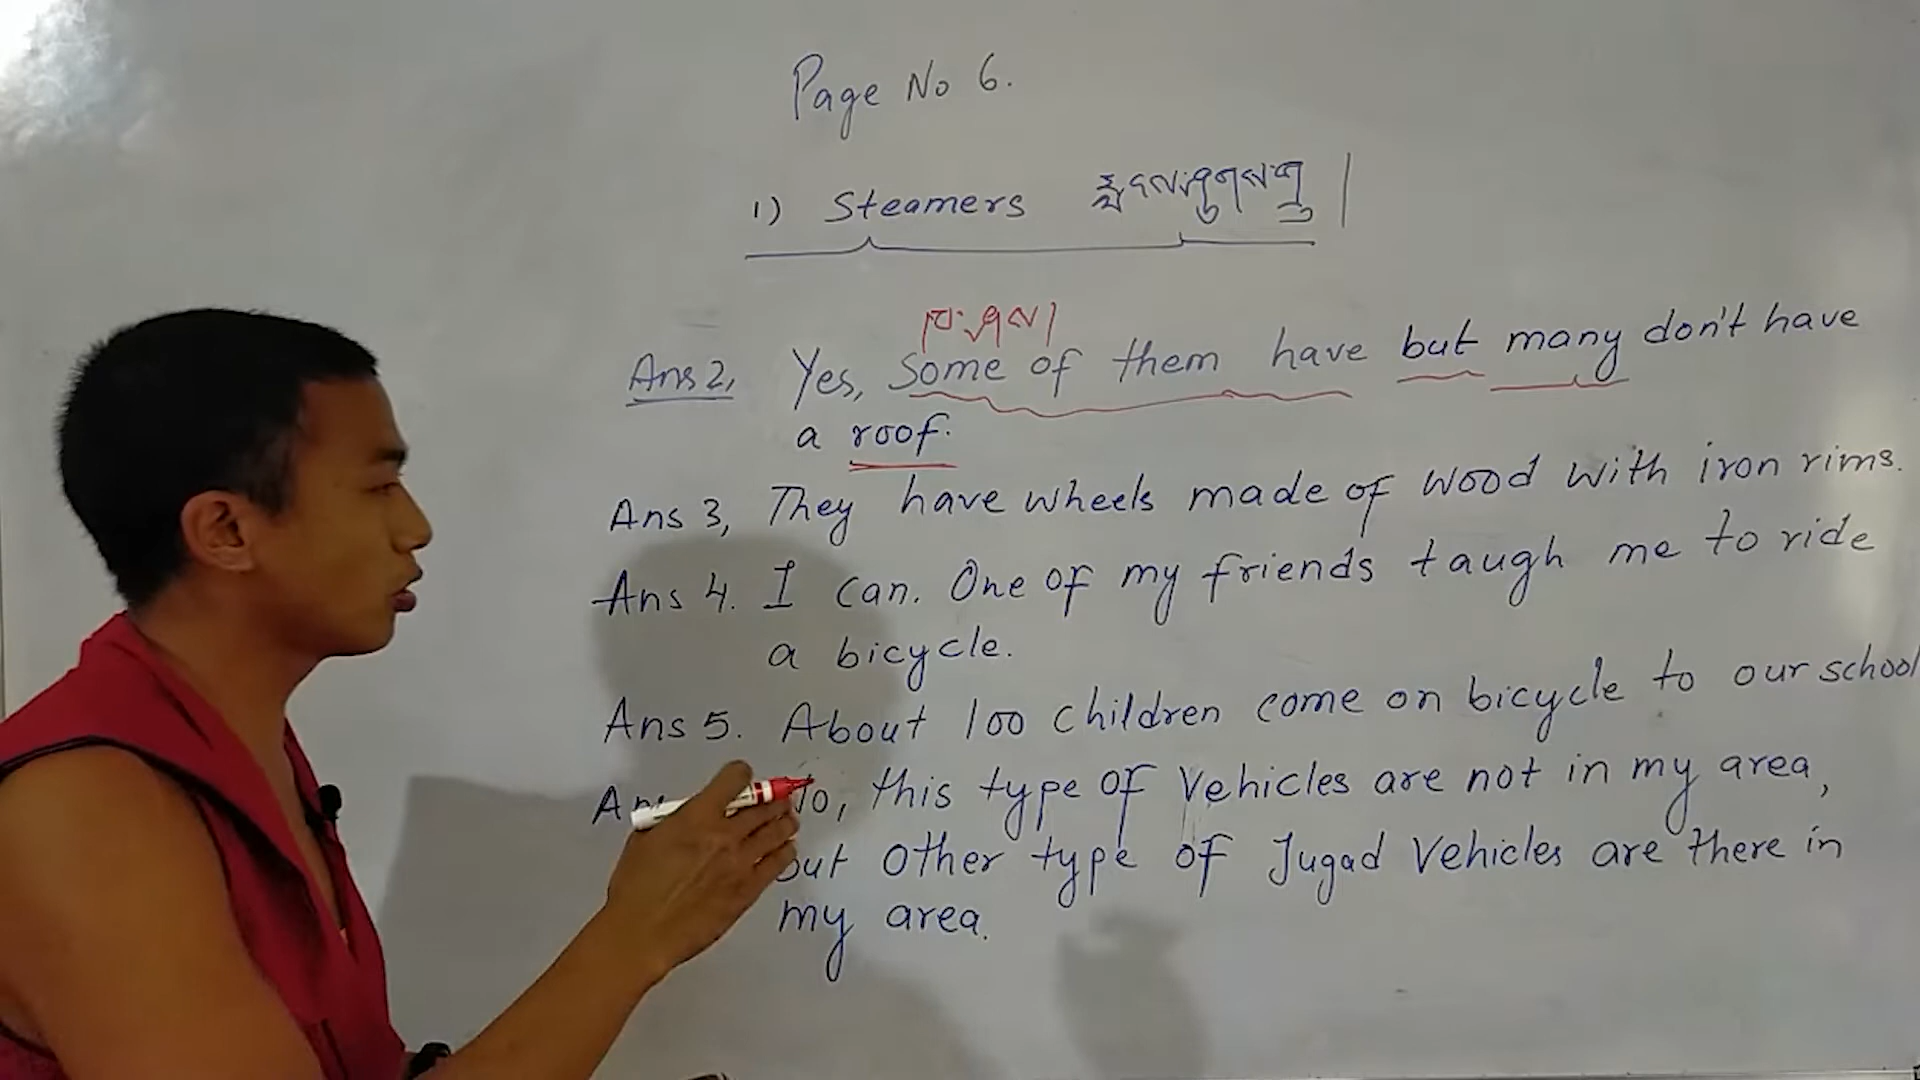 Page No 6.
1) Steamers
ཁ་ཤས།
Ans 2, Yes, Some of them have but many don't have
a roof.
Ans 3, They have wheels made of wood with iron rims.
Ans 4. I can. One of my friends taugh me to ride
a bicycle.
Ans 5. About 100 children come on bicycle to our school
No, this type of Vehicles are not in my area,
but other type of Jugad Vehicles are there in
my area.